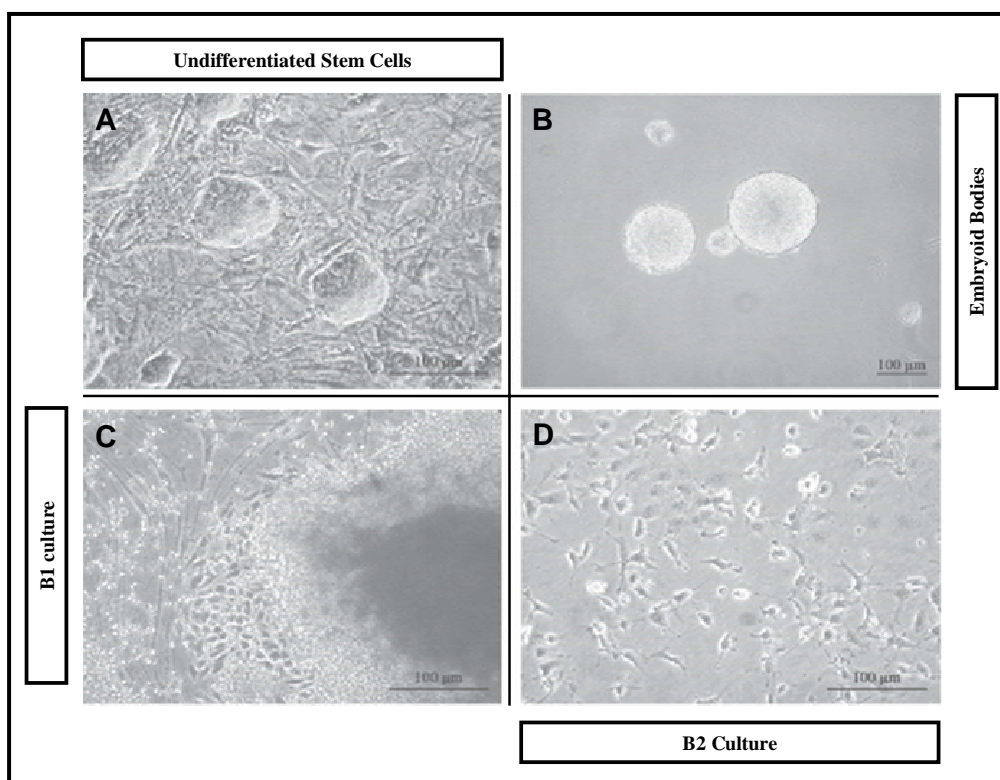 Undifferentiated Stem Cells
A
B
Embryoid Bodies
100 µm
100 µm
B1 culture
C
D
100 µm
100 µm
B2 Culture